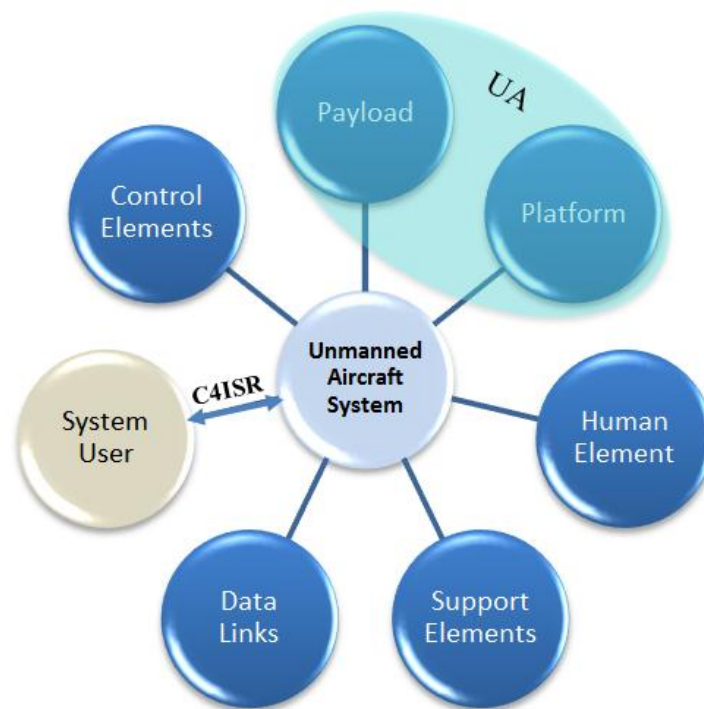 Payload
UA
Platform
Control
Elements
Unmanned
Aircraft
System
C4ISR
System
User
Human
Element
Data
Links
Support
Elements